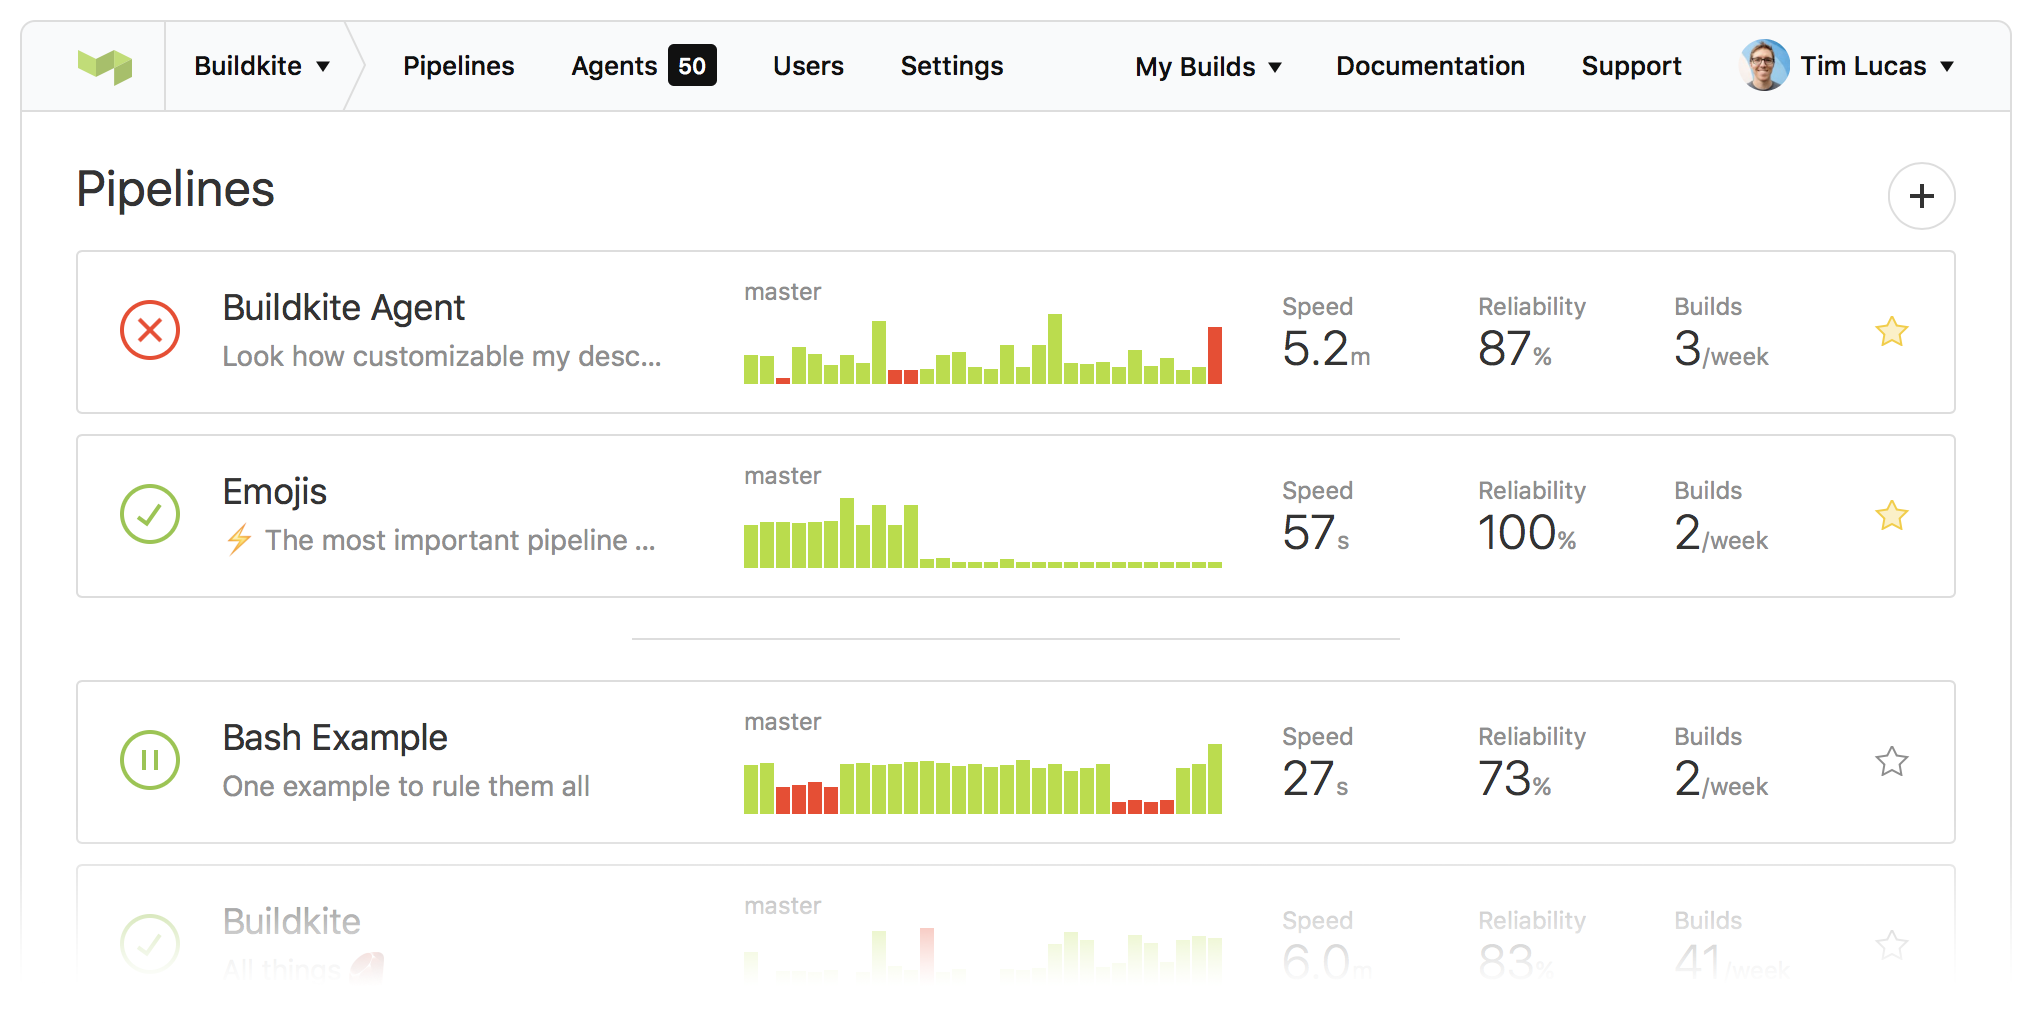 Buildkite ▼ Pipelines Agents 50 Users Settings My Builds ▼ Documentation Support Tim Lucas ▼
Pipelines
+
Buildkite Agent
Look how customizable my desc...
master
Speed
5.2m
Reliability
87%
Builds
3/week
Emojis
⚡ The most important pipeline ...
master
Speed
57s
Reliability
100%
Builds
2/week
Bash Example
One example to rule them all
master
Speed
27s
Reliability
73%
Builds
2/week
Buildkite
All things
master
Speed
6.0m
Reliability
83%
Builds
41/week